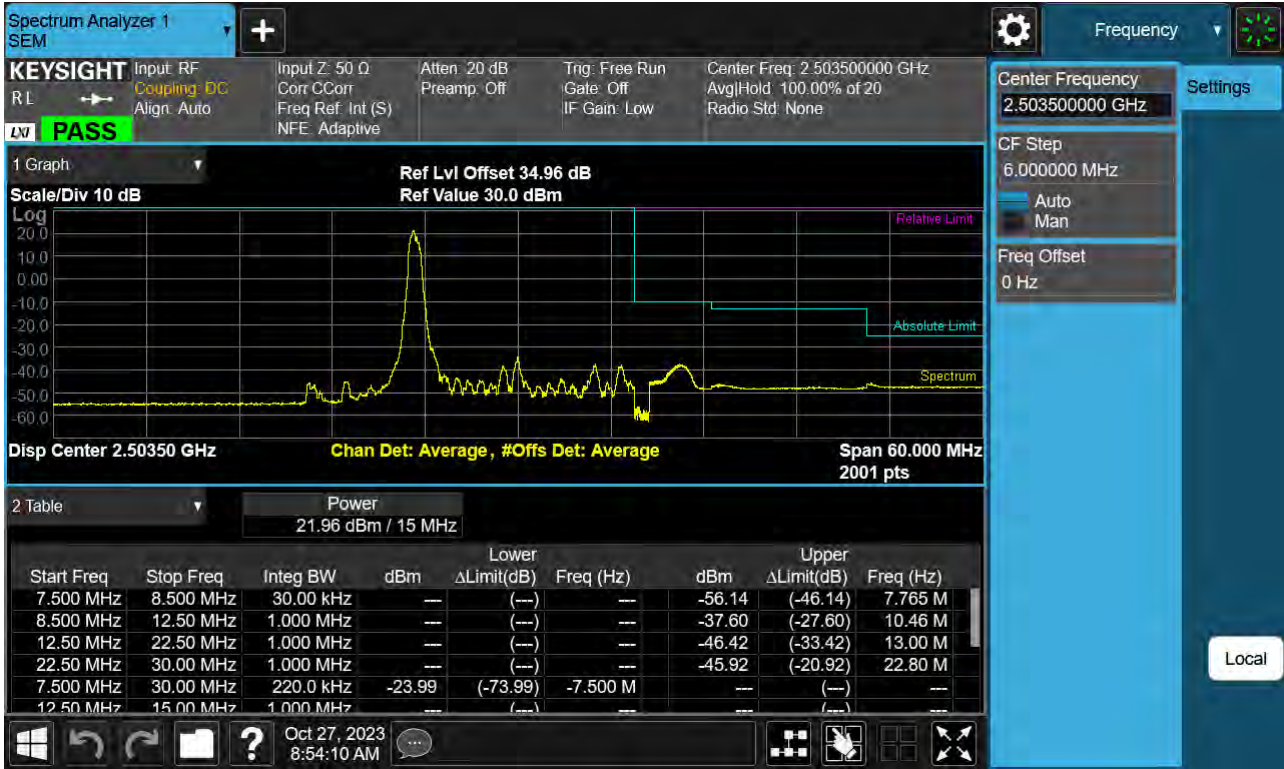 Spectrum Analyzer 1
SEM
Frequency
KEYSIGHT
R L
LXI
PASS
Input: RF
Coupling: DC
Align: Auto
Input Z: 50 Ω
Corr CCorr
Freq Ref: Int (S)
NFE: Adaptive
Atten: 20 dB
Preamp: Off
Trig: Free Run
Gate: Off
IF Gain: Low
Center Freq: 2.503500000 GHz
Avg|Hold: 100.00% of 20
Radio Std: None
Center Frequency
2.503500000 GHz
Settings
CF Step
6.000000 MHz
Auto
Man
Freq Offset
0 Hz
Local
1 Graph
Scale/Div 10 dB
Ref Lvl Offset 34.96 dB
Ref Value 30.0 dBm
Log
20.0
10.0
0.00
-10.0
-20.0
-30.0
-40.0
-50.0
-60.0
Relative Limit
Absolute Limit
Spectrum
Disp Center 2.50350 GHz
Chan Det: Average, #Offs Det: Average
Span 60.000 MHz
2001 pts
2 Table
Power
21.96 dBm / 15 MHz
Lower Upper
Start Freq Stop Freq Integ BW dBm ΔLimit(dB) Freq (Hz) dBm ΔLimit(dB) Freq (Hz)
7.500 MHz 8.500 MHz 30.00 kHz --- (---) --- -56.14 (-46.14) 7.765 M
8.500 MHz 12.50 MHz 1.000 MHz --- (---) --- -37.60 (-27.60) 10.46 M
12.50 MHz 22.50 MHz 1.000 MHz --- (---) --- -46.42 (-33.42) 13.00 M
22.50 MHz 30.00 MHz 1.000 MHz --- (---) --- -45.92 (-20.92) 22.80 M
7.500 MHz 30.00 MHz 220.0 kHz -23.99 (-73.99) -7.500 M --- (---) ---
12.50 MHz 15.00 MHz 1.000 MHz --- (---) --- --- (---) ---
Oct 27, 2023
8:54:10 AM